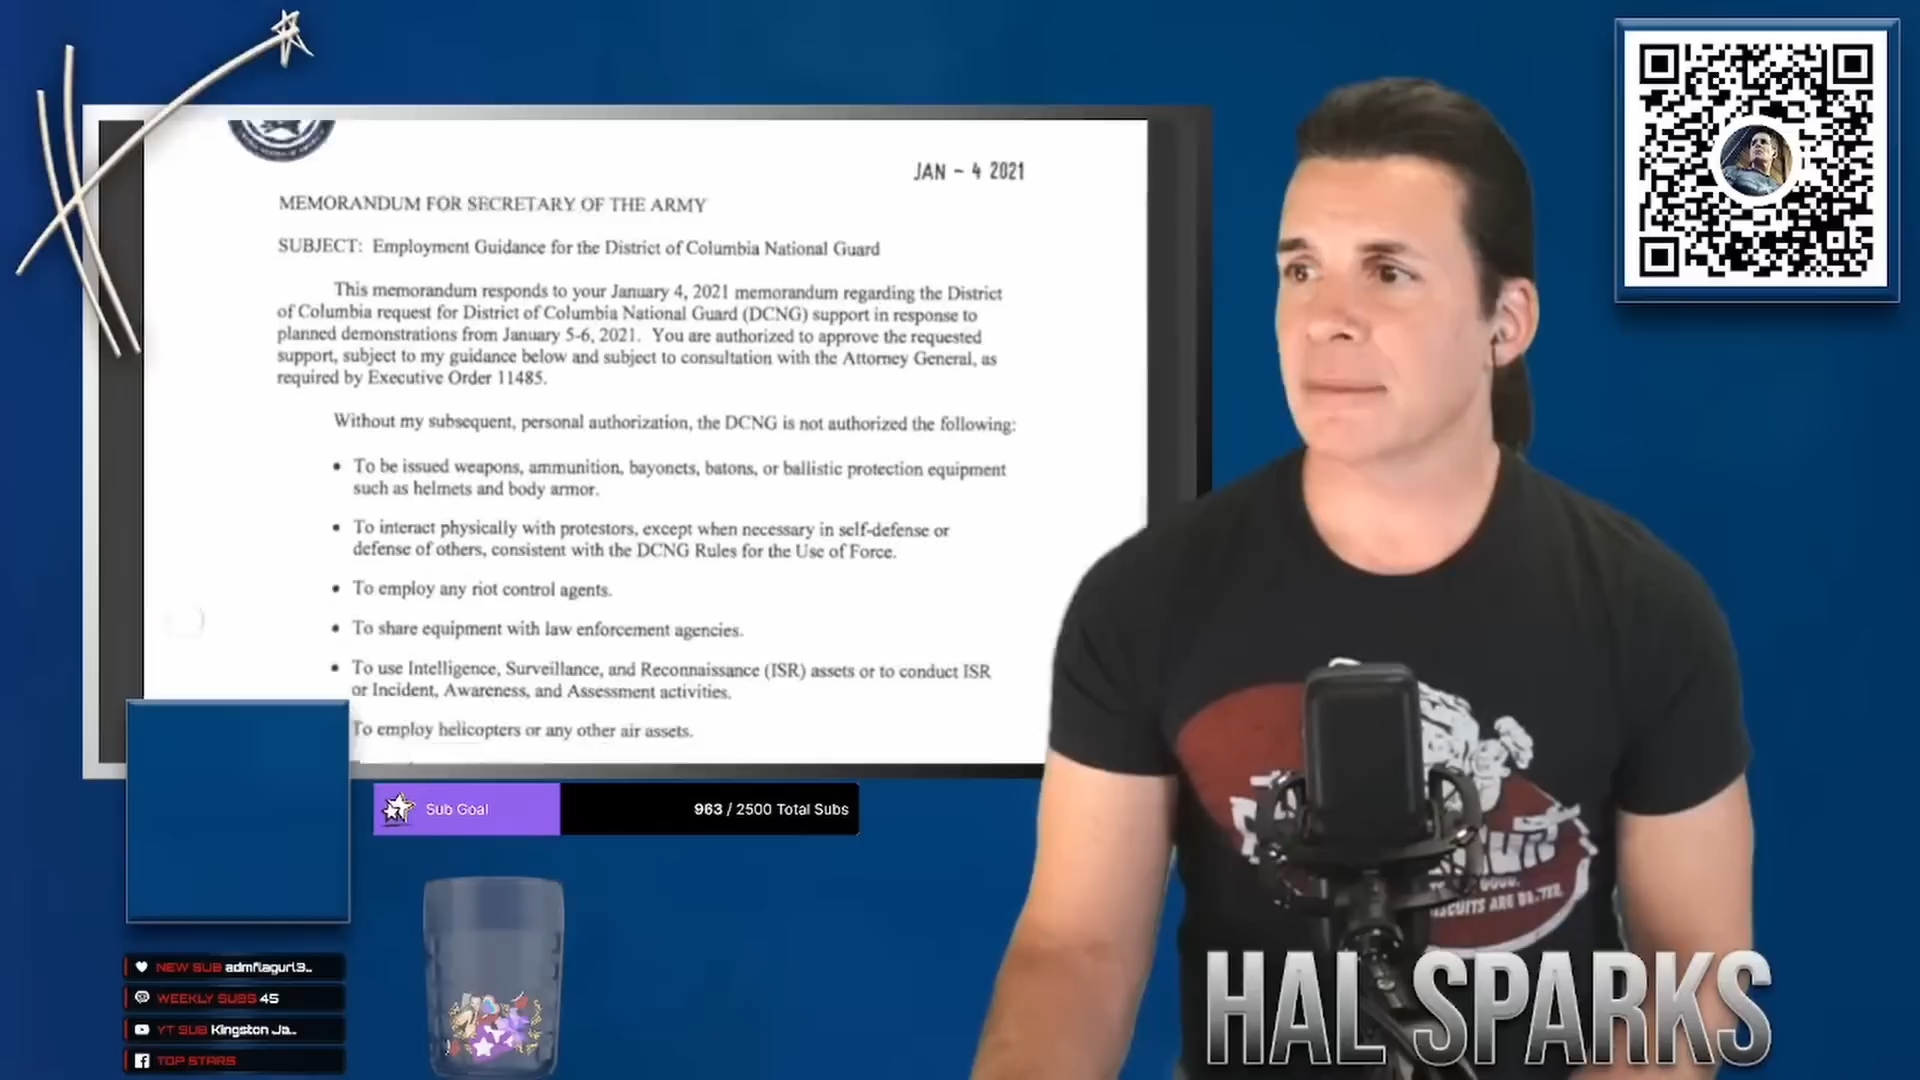 JAN - 4 2021
MEMORANDUM FOR SECRETARY OF THE ARMY
SUBJECT: Employment Guidance for the District of Columbia National Guard
This memorandum responds to your January 4, 2021 memorandum regarding the District
of Columbia request for District of Columbia National Guard (DCNG) support in response to
planned demonstrations from January 5-6, 2021. You are authorized to approve the requested
support, subject to my guidance below and subject to consultation with the Attorney General, as
required by Executive Order 11485.
Without my subsequent, personal authorization, the DCNG is not authorized the following:
• To be issued weapons, ammunition, bayonets, batons, or ballistic protection equipment
such as helmets and body armor.
• To interact physically with protestors, except when necessary in self-defense or
defense of others, consistent with the DCNG Rules for the Use of Force.
• To employ any riot control agents.
• To share equipment with law enforcement agencies.
• To use Intelligence, Surveillance, and Reconnaissance (ISR) assets or to conduct ISR
or Incident, Awareness, and Assessment activities.
To employ helicopters or any other air assets.
Sub Goal 963 / 2500 Total Subs
NEW SUB admflagurl3..
WEEKLY SUBS 45
YT SUB Kingston Ja..
TOP STARS
HAL SPARKS